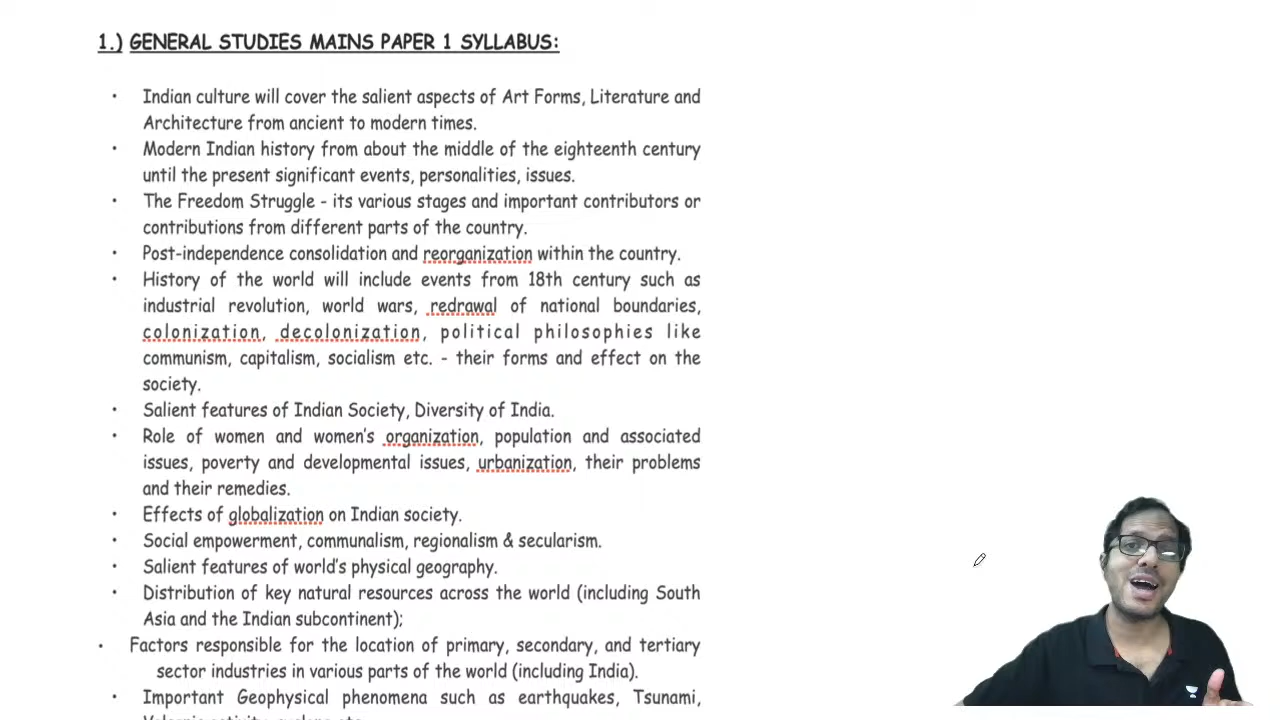 1.) GENERAL STUDIES MAINS PAPER 1 SYLLABUS:
• Indian culture will cover the salient aspects of Art Forms, Literature and
Architecture from ancient to modern times.
• Modern Indian history from about the middle of the eighteenth century
until the present significant events, personalities, issues.
• The Freedom Struggle - its various stages and important contributors or
contributions from different parts of the country.
• Post-independence consolidation and reorganization within the country.
• History of the world will include events from 18th century such as
industrial revolution, world wars, redrawal of national boundaries,
colonization, decolonization, political philosophies like
communism, capitalism, socialism etc. - their forms and effect on the
society.
• Salient features of Indian Society, Diversity of India.
• Role of women and women's organization, population and associated
issues, poverty and developmental issues, urbanization, their problems
and their remedies.
• Effects of globalization on Indian society.
• Social empowerment, communalism, regionalism & secularism.
• Salient features of world's physical geography.
• Distribution of key natural resources across the world (including South
Asia and the Indian subcontinent);
• Factors responsible for the location of primary, secondary, and tertiary
sector industries in various parts of the world (including India).
• Important Geophysical phenomena such as earthquakes, Tsunami,